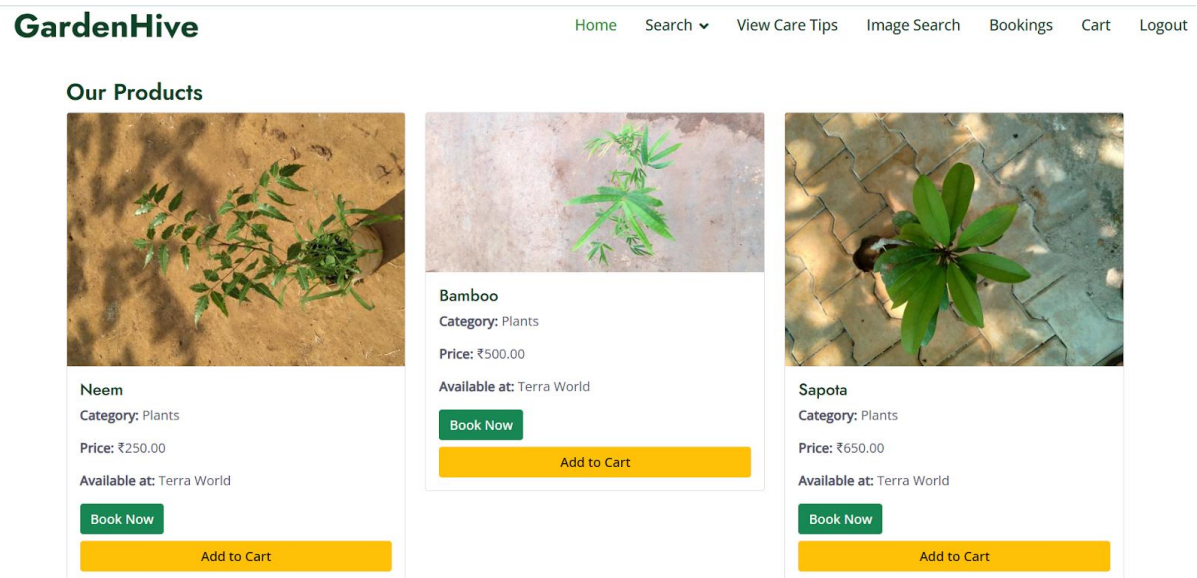 GardenHive
Home Search View Care Tips Image Search Bookings Cart Logout
Our Products
Neem
Category: Plants
Price: ₹250.00
Available at: Terra World
Book Now
Add to Cart
Bamboo
Category: Plants
Price: ₹500.00
Available at: Terra World
Book Now
Add to Cart
Sapota
Category: Plants
Price: ₹650.00
Available at: Terra World
Book Now
Add to Cart